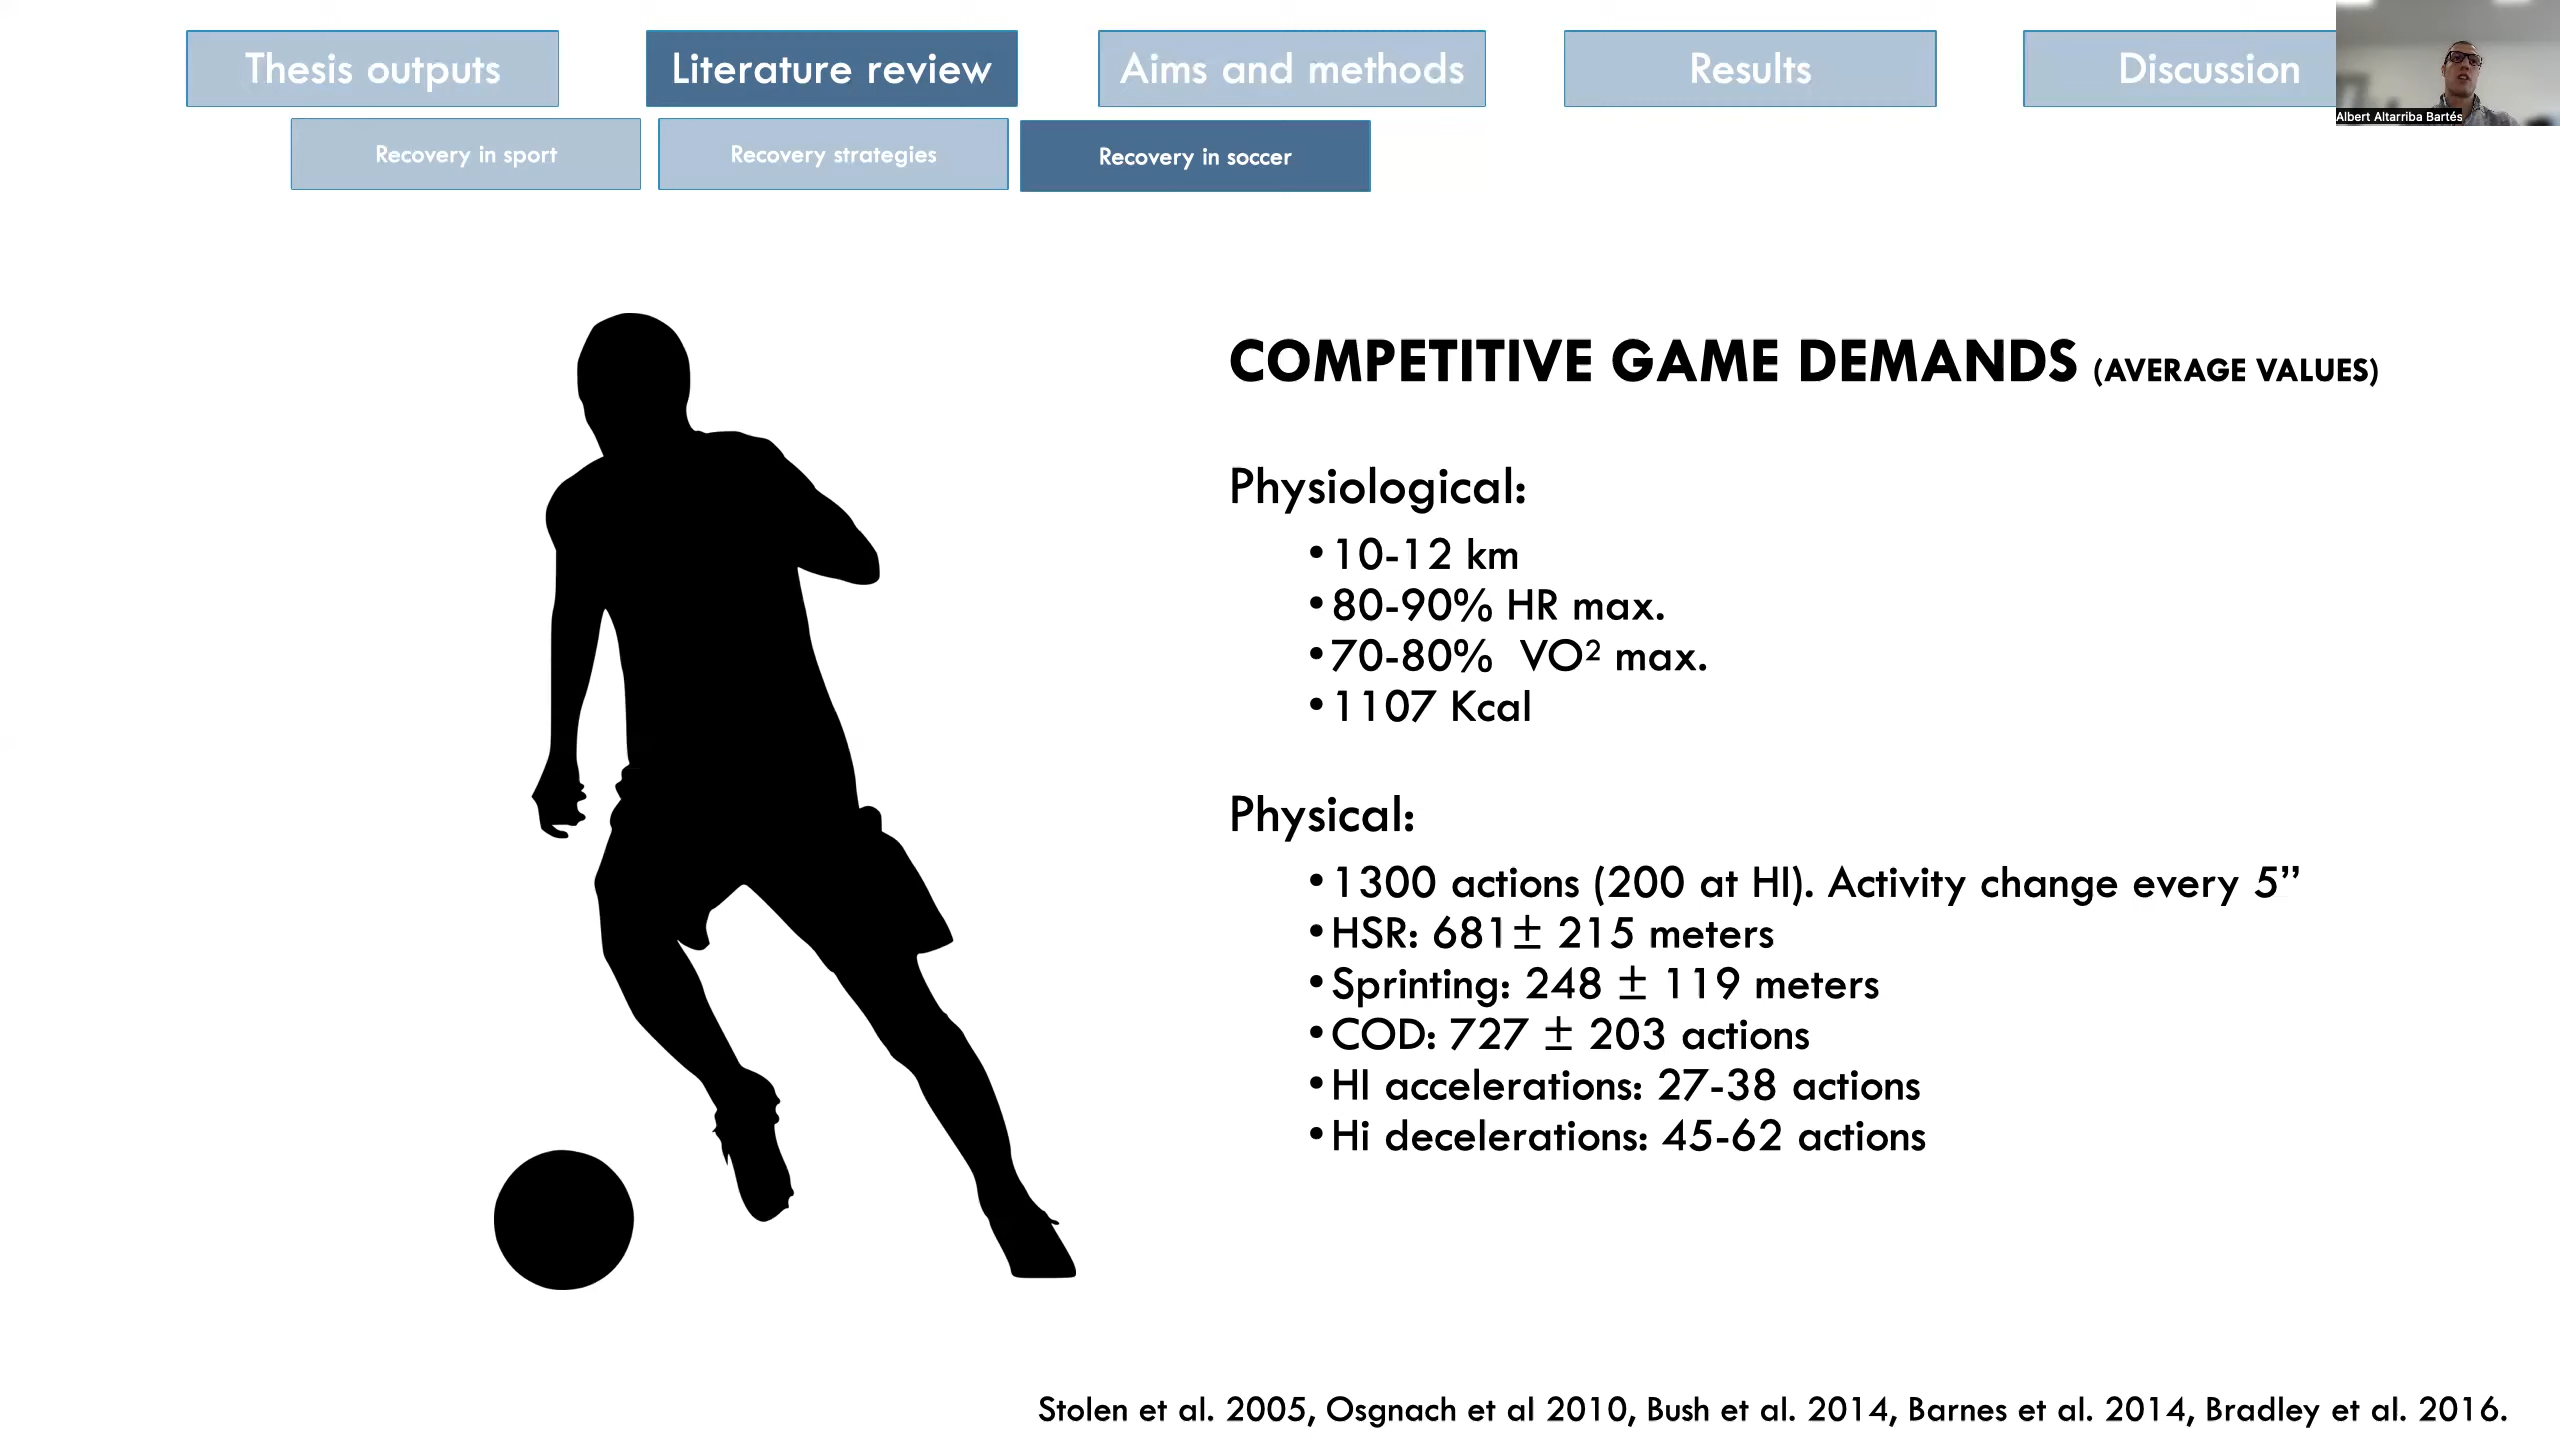 Thesis outputs
Literature review
Aims and methods
Results
Discussion
Albert Altarriba Bartés
Recovery in sport
Recovery strategies
Recovery in soccer
COMPETITIVE GAME DEMANDS (AVERAGE VALUES)
Physiological:
•10-12 km
•80-90% HR max.
•70-80% VO² max.
•1107 Kcal
Physical:
•1300 actions (200 at HI). Activity change every 5”
•HSR: 681± 215 meters
•Sprinting: 248 ± 119 meters
•COD: 727 ± 203 actions
•HI accelerations: 27-38 actions
•Hi decelerations: 45-62 actions
Stolen et al. 2005, Osgnach et al 2010, Bush et al. 2014, Barnes et al. 2014, Bradley et al. 2016.